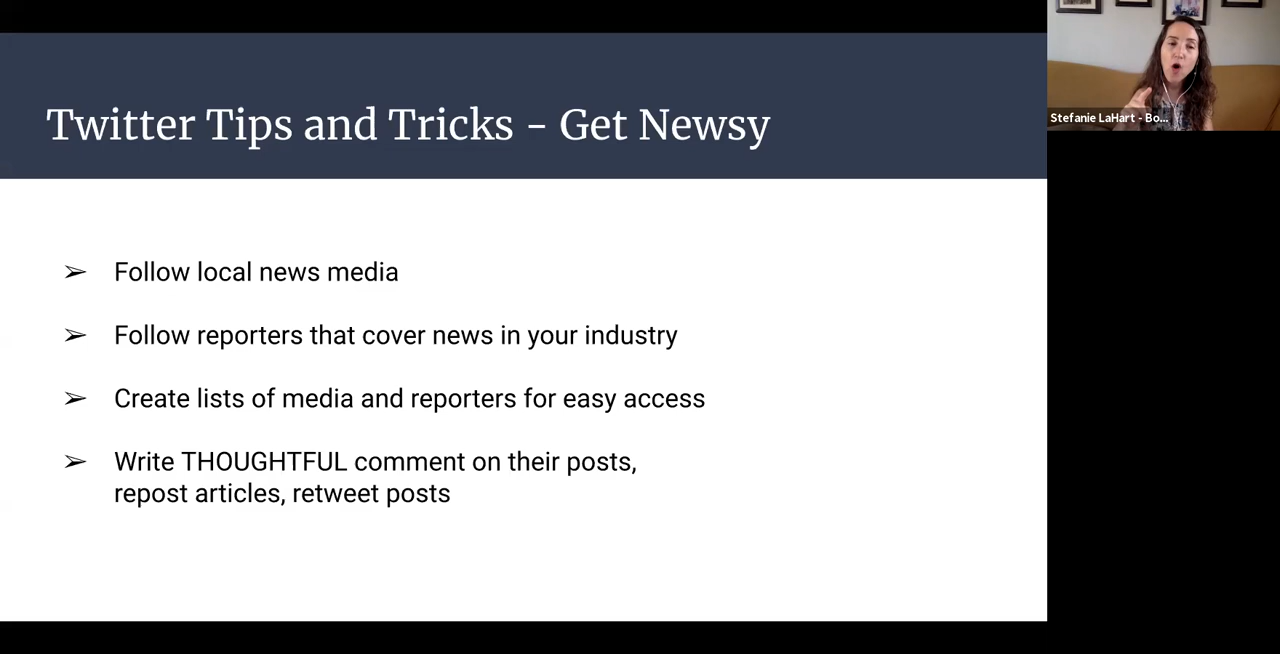 Twitter Tips and Tricks - Get Newsy
Stefanie LaHart - Bo...
➢ Follow local news media
➢ Follow reporters that cover news in your industry
➢ Create lists of media and reporters for easy access
➢ Write THOUGHTFUL comment on their posts,
repost articles, retweet posts